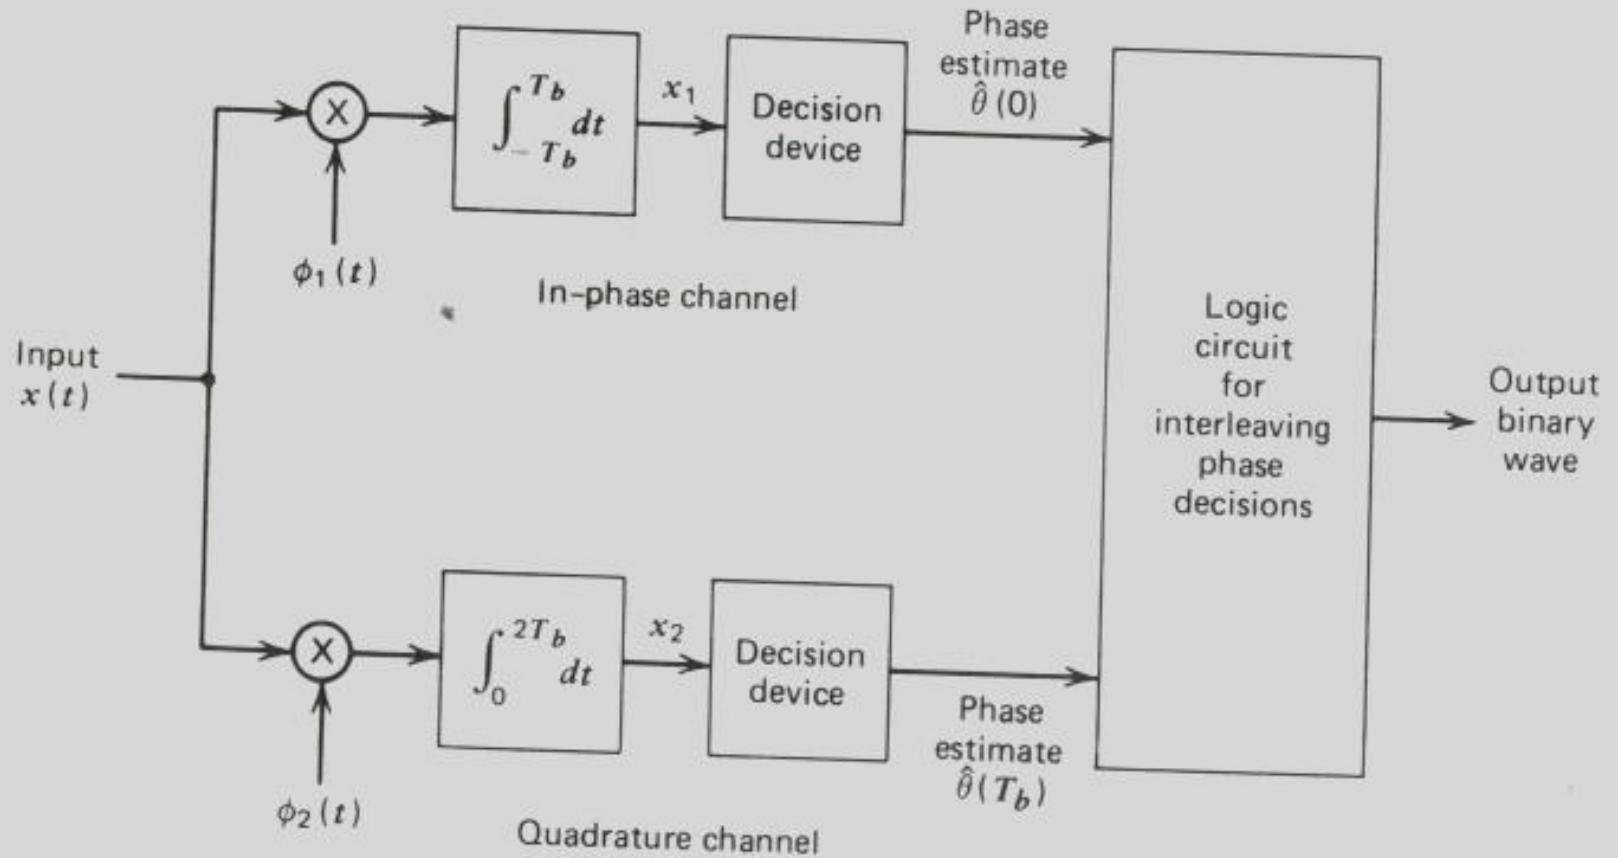 Phase
estimate
θ̂ (0)
∫_{-T_b}^{T_b} dt
x₁
Decision
device
X
ϕ₁(t)
In-phase channel
Input
x(t)
Logic
circuit
for
interleaving
phase
decisions
Output
binary
wave
X
∫_0^{2T_b} dt
x₂
Decision
device
Phase
estimate
θ̂(T_b)
ϕ₂(t)
Quadrature channel